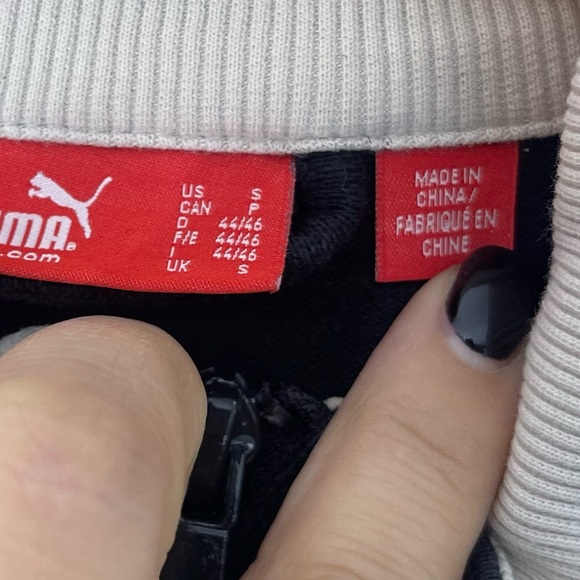 UMA®
.com
US S
CAN P
D 44/46
F/E 44/46
I 44/46
UK S
MADE IN
CHINA/
FABRIQUÉ EN
CHINE